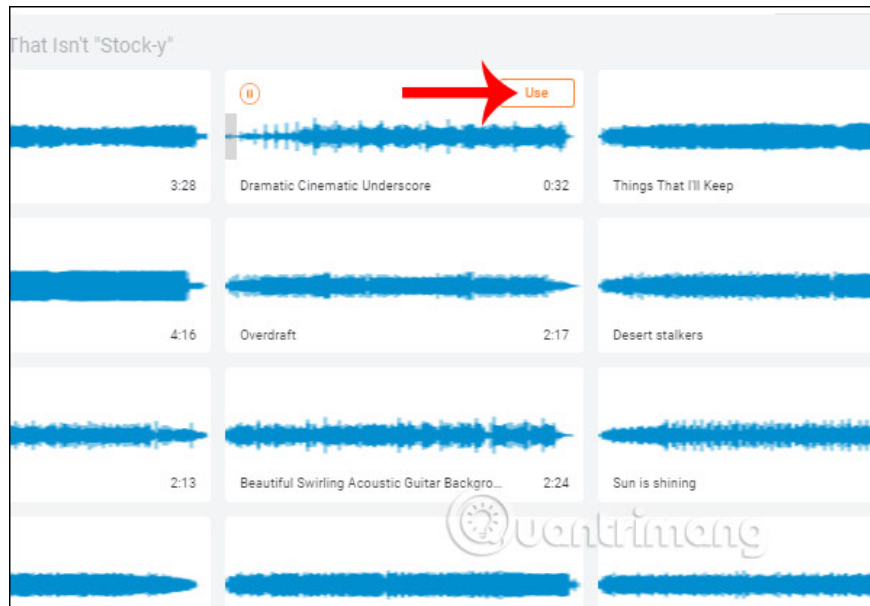 That Isn't "Stock-y"
Use
3:28
Dramatic Cinematic Underscore 0:32
Things That I'll Keep
4:16
Overdraft 2:17
Desert stalkers
2:13
Beautiful Swirling Acoustic Guitar Backgro... 2:24
Sun is shining
Quantrimang